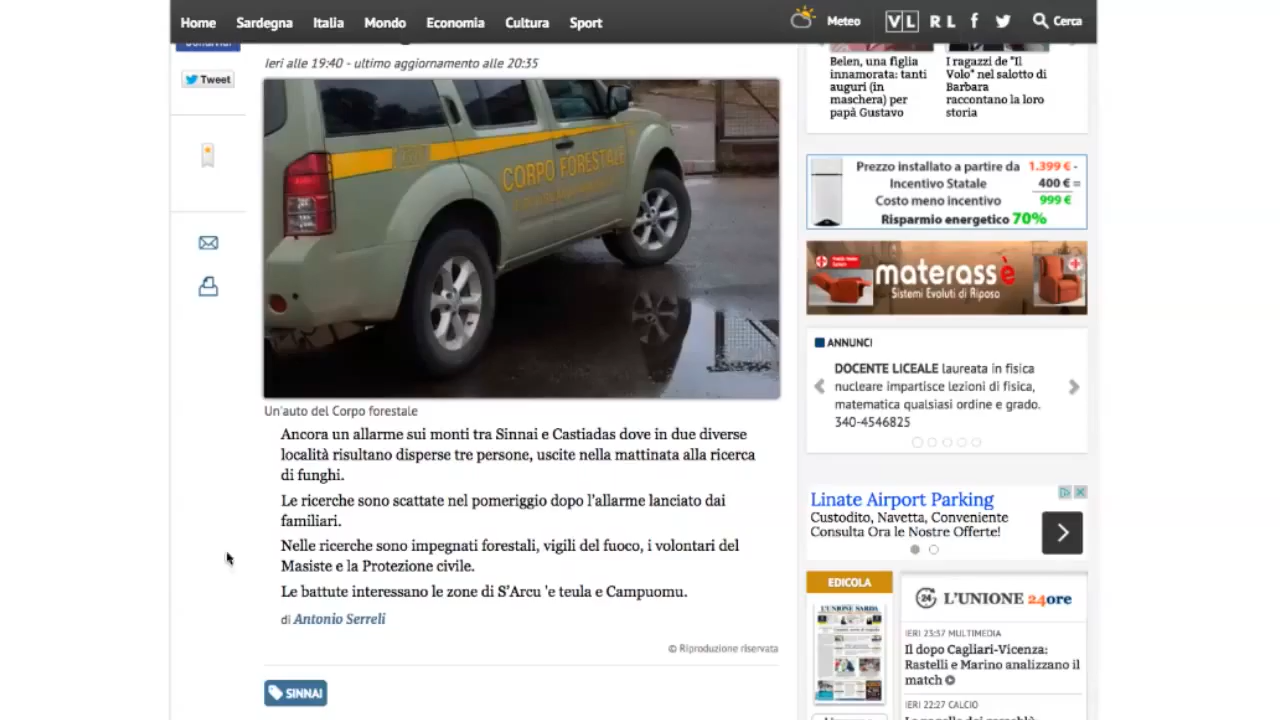 Home Sardegna Italia Mondo Economia Cultura Sport Meteo VL RL f Cerca
Tweet
Ieri alle 19:40 - ultimo aggiornamento alle 20:35
CORPO FORESTALE
Un'auto del Corpo forestale
Ancora un allarme sui monti tra Sinnai e Castiadas dove in due diverse
località risultano disperse tre persone, uscite nella mattinata alla ricerca
di funghi.
Le ricerche sono scattate nel pomeriggio dopo l'allarme lanciato dai
familiari.
Nelle ricerche sono impegnati forestali, vigili del fuoco, i volontari del
Masiste e la Protezione civile.
Le battute interessano le zone di S'Arcu 'e teula e Campuomu.
di Antonio Serreli
© Riproduzione riservata
SINNAI
Belen, una figlia
innamorata: tanti
auguri (in
maschera) per
papà Gustavo
I ragazzi de "Il
Volo" nel salotto di
Barbara
raccontano la loro
storia
Prezzo installato a partire da 1.399 € -
Incentivo Statale 400 € =
Costo meno incentivo 999 €
Risparmio energetico 70%
materassè
Sistemi Evoluti di Riposo
ANNUNCI
DOCENTE LICEALE laureata in fisica
nucleare impartisce lezioni di fisica,
matematica qualsiasi ordine e grado.
340-4546825
Linate Airport Parking
Custodito, Navetta, Conveniente
Consulta Ora le Nostre Offerte!
EDICOLA
L'UNIONE SARDA
24 L'UNIONE 24ore
IERI 23:37 MULTIMEDIA
Il dopo Cagliari-Vicenza:
Rastelli e Marino analizzano il
match
IERI 22:27 CALCIO